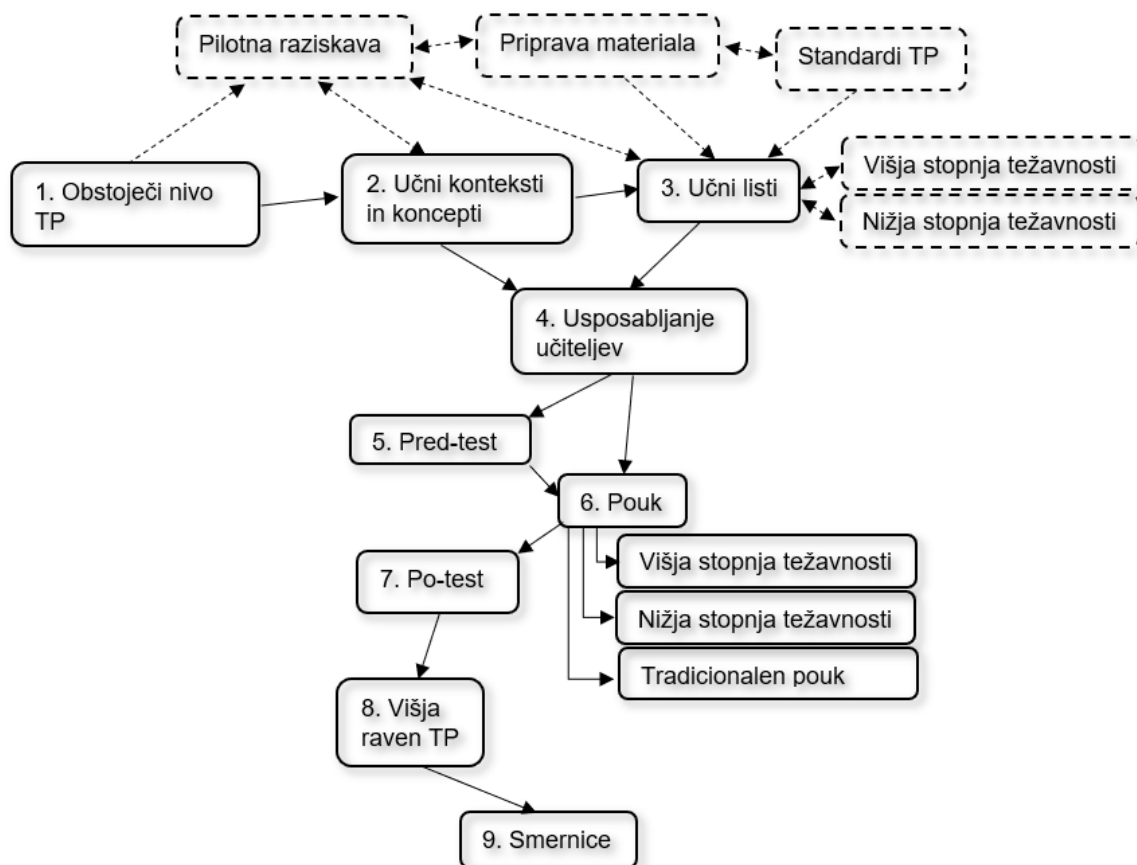 Pilotna raziskava
Priprava materiala
Standardi TP
1. Obstoječi nivo
TP
2. Učni konteksti
in koncepti
3. Učni listi
Višja stopnja težavnosti
Nižja stopnja težavnosti
4. Usposabljanje
učiteljev
5. Pred-test
6. Pouk
7. Po-test
Višja stopnja težavnosti
Nižja stopnja težavnosti
Tradicionalen pouk
8. Višja
raven TP
9. Smernice